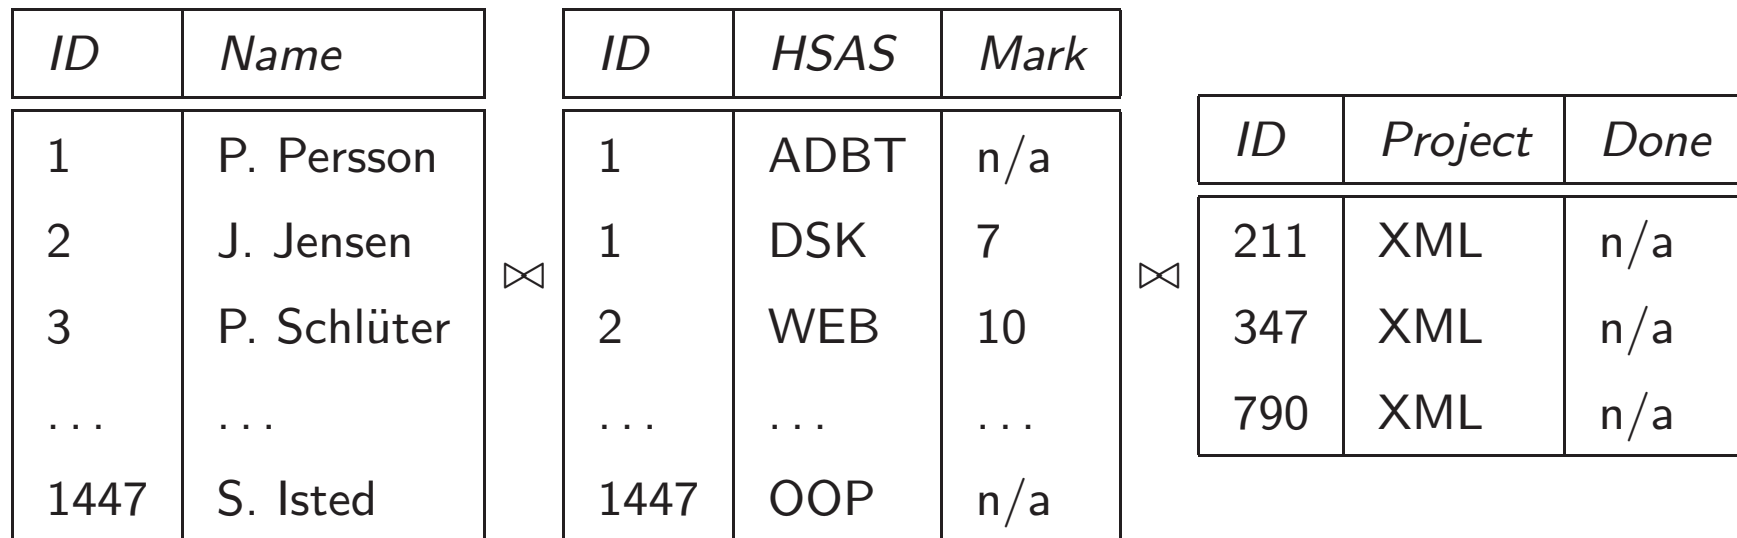 ID Name
1 P. Persson
2 J. Jensen
3 P. Schlüter
. . . . . .
1447 S. Isted
⋈
ID HSAS Mark
1 ADBT n/a
1 DSK 7
2 WEB 10
. . . . . . . . .
1447 OOP n/a
⋈
ID Project Done
211 XML n/a
347 XML n/a
790 XML n/a